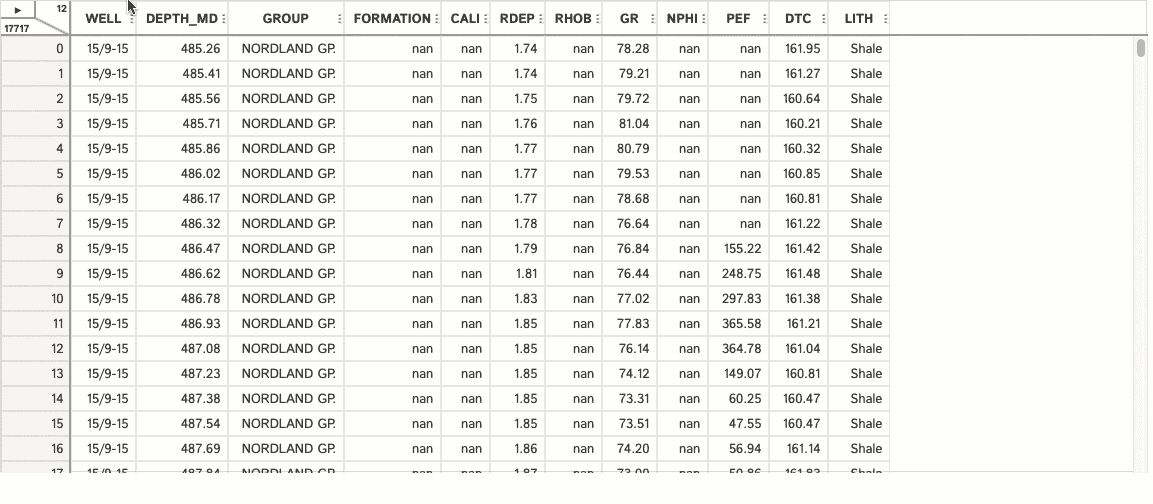 ▶ 12 WELL DEPTH_MD GROUP FORMATION CALI RDEP RHOB GR NPHI PEF DTC LITH
17717
0 15/9-15 485.26 NORDLAND GP. nan nan 1.74 nan 78.28 nan nan 161.95 Shale
1 15/9-15 485.41 NORDLAND GP. nan nan 1.74 nan 79.21 nan nan 161.27 Shale
2 15/9-15 485.56 NORDLAND GP. nan nan 1.75 nan 79.72 nan nan 160.64 Shale
3 15/9-15 485.71 NORDLAND GP. nan nan 1.76 nan 81.04 nan nan 160.21 Shale
4 15/9-15 485.86 NORDLAND GP. nan nan 1.77 nan 80.79 nan nan 160.32 Shale
5 15/9-15 486.02 NORDLAND GP. nan nan 1.77 nan 79.53 nan nan 160.85 Shale
6 15/9-15 486.17 NORDLAND GP. nan nan 1.77 nan 78.68 nan nan 160.81 Shale
7 15/9-15 486.32 NORDLAND GP. nan nan 1.78 nan 76.64 nan nan 161.22 Shale
8 15/9-15 486.47 NORDLAND GP. nan nan 1.79 nan 76.84 nan 155.22 161.42 Shale
9 15/9-15 486.62 NORDLAND GP. nan nan 1.81 nan 76.44 nan 248.75 161.48 Shale
10 15/9-15 486.78 NORDLAND GP. nan nan 1.83 nan 77.02 nan 297.83 161.38 Shale
11 15/9-15 486.93 NORDLAND GP. nan nan 1.85 nan 77.83 nan 365.58 161.21 Shale
12 15/9-15 487.08 NORDLAND GP. nan nan 1.85 nan 76.14 nan 364.78 161.04 Shale
13 15/9-15 487.23 NORDLAND GP. nan nan 1.85 nan 74.12 nan 149.07 160.81 Shale
14 15/9-15 487.38 NORDLAND GP. nan nan 1.85 nan 73.31 nan 60.25 160.47 Shale
15 15/9-15 487.54 NORDLAND GP. nan nan 1.85 nan 73.51 nan 47.55 160.47 Shale
16 15/9-15 487.69 NORDLAND GP. nan nan 1.86 nan 74.20 nan 56.94 161.14 Shale
17 15/9-15 487.84 NORDLAND GP. nan nan 1.87 nan nan Shale